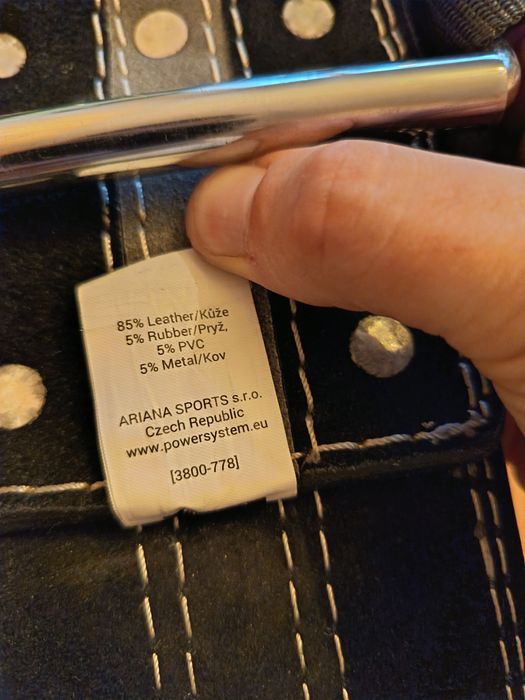 85% Leather/Kůže
5% Rubber/Pryž,
5% PVC
5% Metal/Kov
ARIANA SPORTS s.r.o.
Czech Republic
www.powersystem.eu
[3800-778]